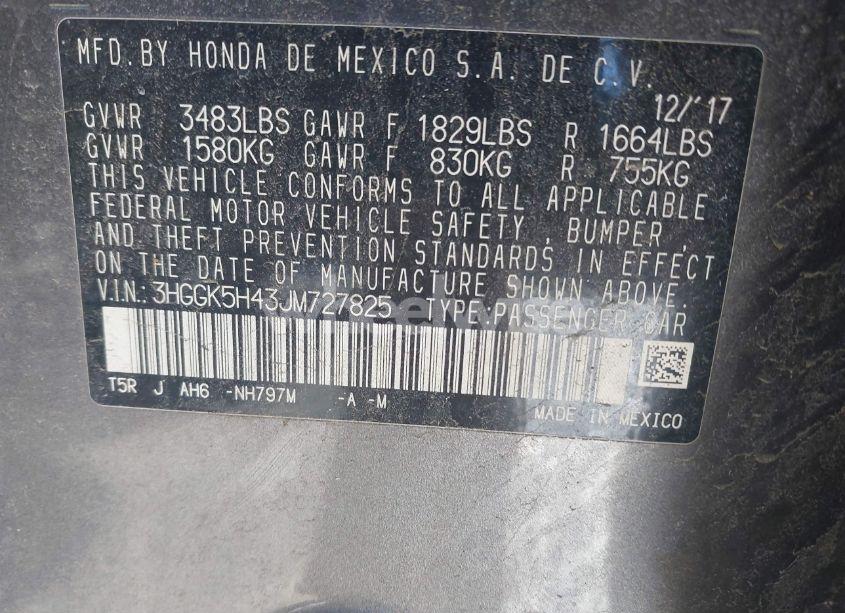 MFD. BY HONDA DE MEXICO S.A. DE C.V.
12/'17
GVWR 3483LBS GAWR F 1829LBS R 1664LBS
GVWR 1580KG GAWR F 830KG R 755KG
THIS VEHICLE CONFORMS TO ALL APPLICABLE
FEDERAL MOTOR VEHICLE SAFETY, BUMPER,
AND THEFT PREVENTION STANDARDS IN EFFECT
ON THE DATE OF MANUFACTURE SHOWN ABOVE.
V.I.N.: 3HGGK5H43JM727825 TYPE:PASSENGER CAR
T5R J AH6 -NH797M -A -M
MADE IN MEXICO